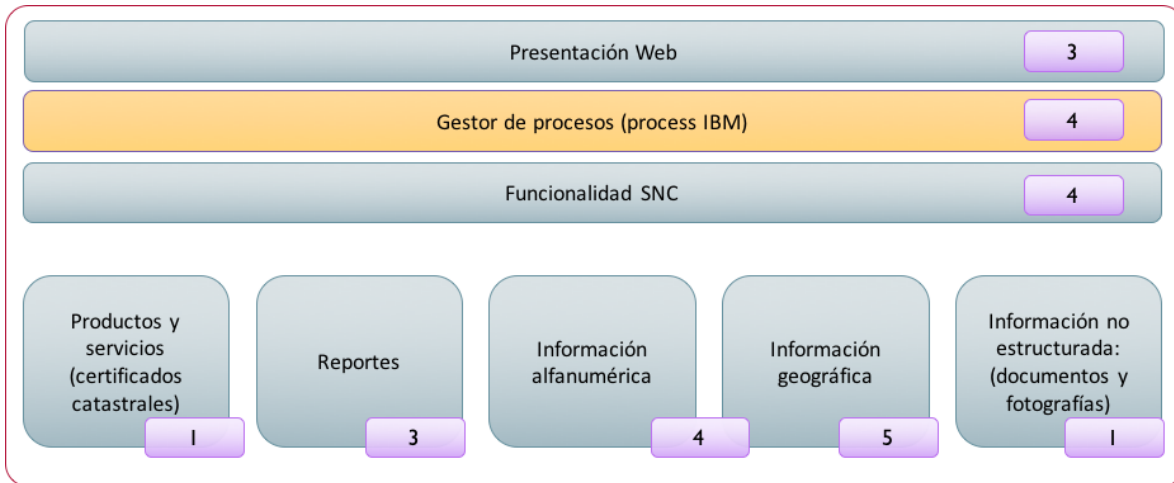 Presentación Web
3
Gestor de procesos (process IBM)
4
Funcionalidad SNC
4
Productos y
servicios
(certificados
catastrales)
1
Reportes
3
Información
alfanumérica
4
Información
geográfica
5
Información no
estructurada:
(documentos y
fotografías)
1